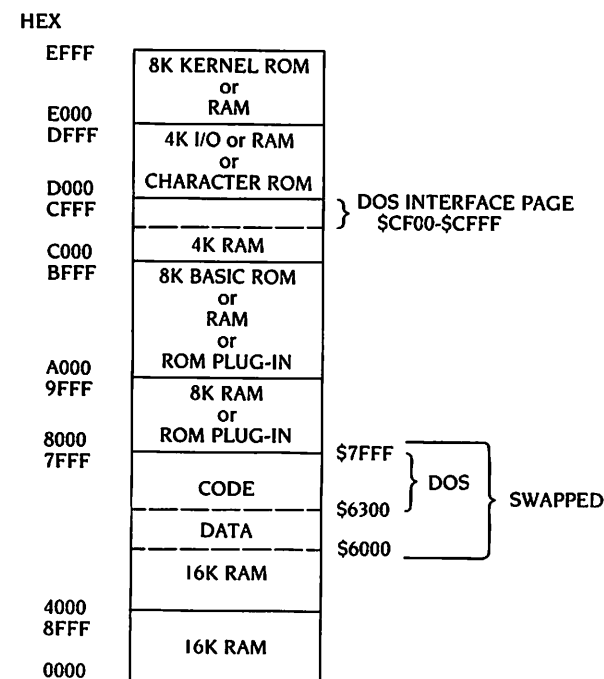 HEX
EFFF
8K KERNEL ROM
or
RAM
E000
DFFF
4K I/O or RAM
or
CHARACTER ROM
D000
CFFF
DOS INTERFACE PAGE
$CF00-$CFFF
4K RAM
C000
BFFF
8K BASIC ROM
or
RAM
or
ROM PLUG-IN
A000
9FFF
8K RAM
or
ROM PLUG-IN
8000
7FFF
$7FFF
CODE
DOS
SWAPPED
$6300
DATA
$6000
16K RAM
4000
8FFF
16K RAM
0000